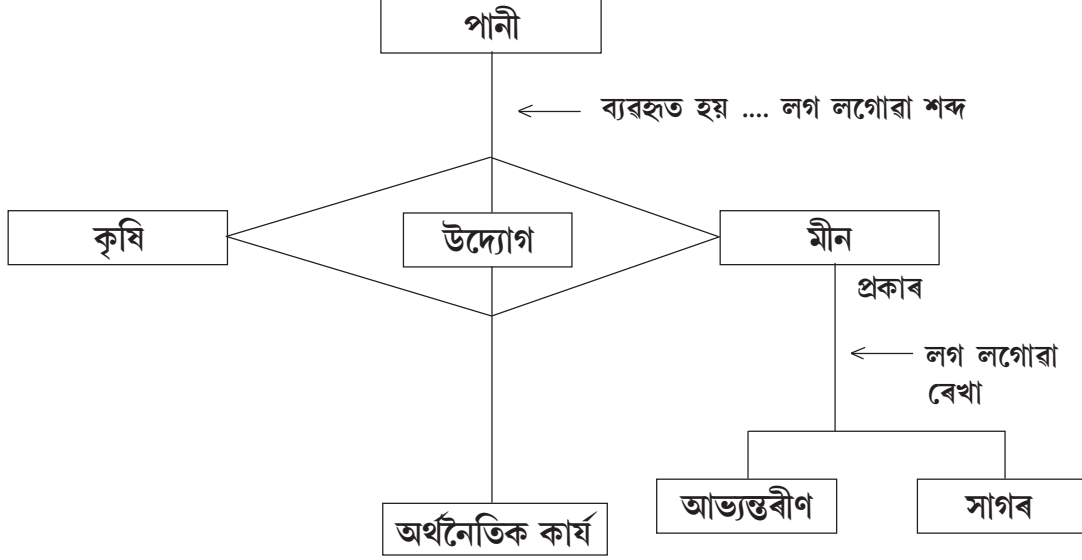 পানী
ব্যৱহৃত হয় .... লগ লগোৱা শব্দ
কৃষি
উদ্যোগ
মীন
প্ৰকাৰ
লগ লগোৱা
ৰেখা
আভ্যন্তৰীণ
সাগৰ
অৰ্থনৈতিক কাৰ্য